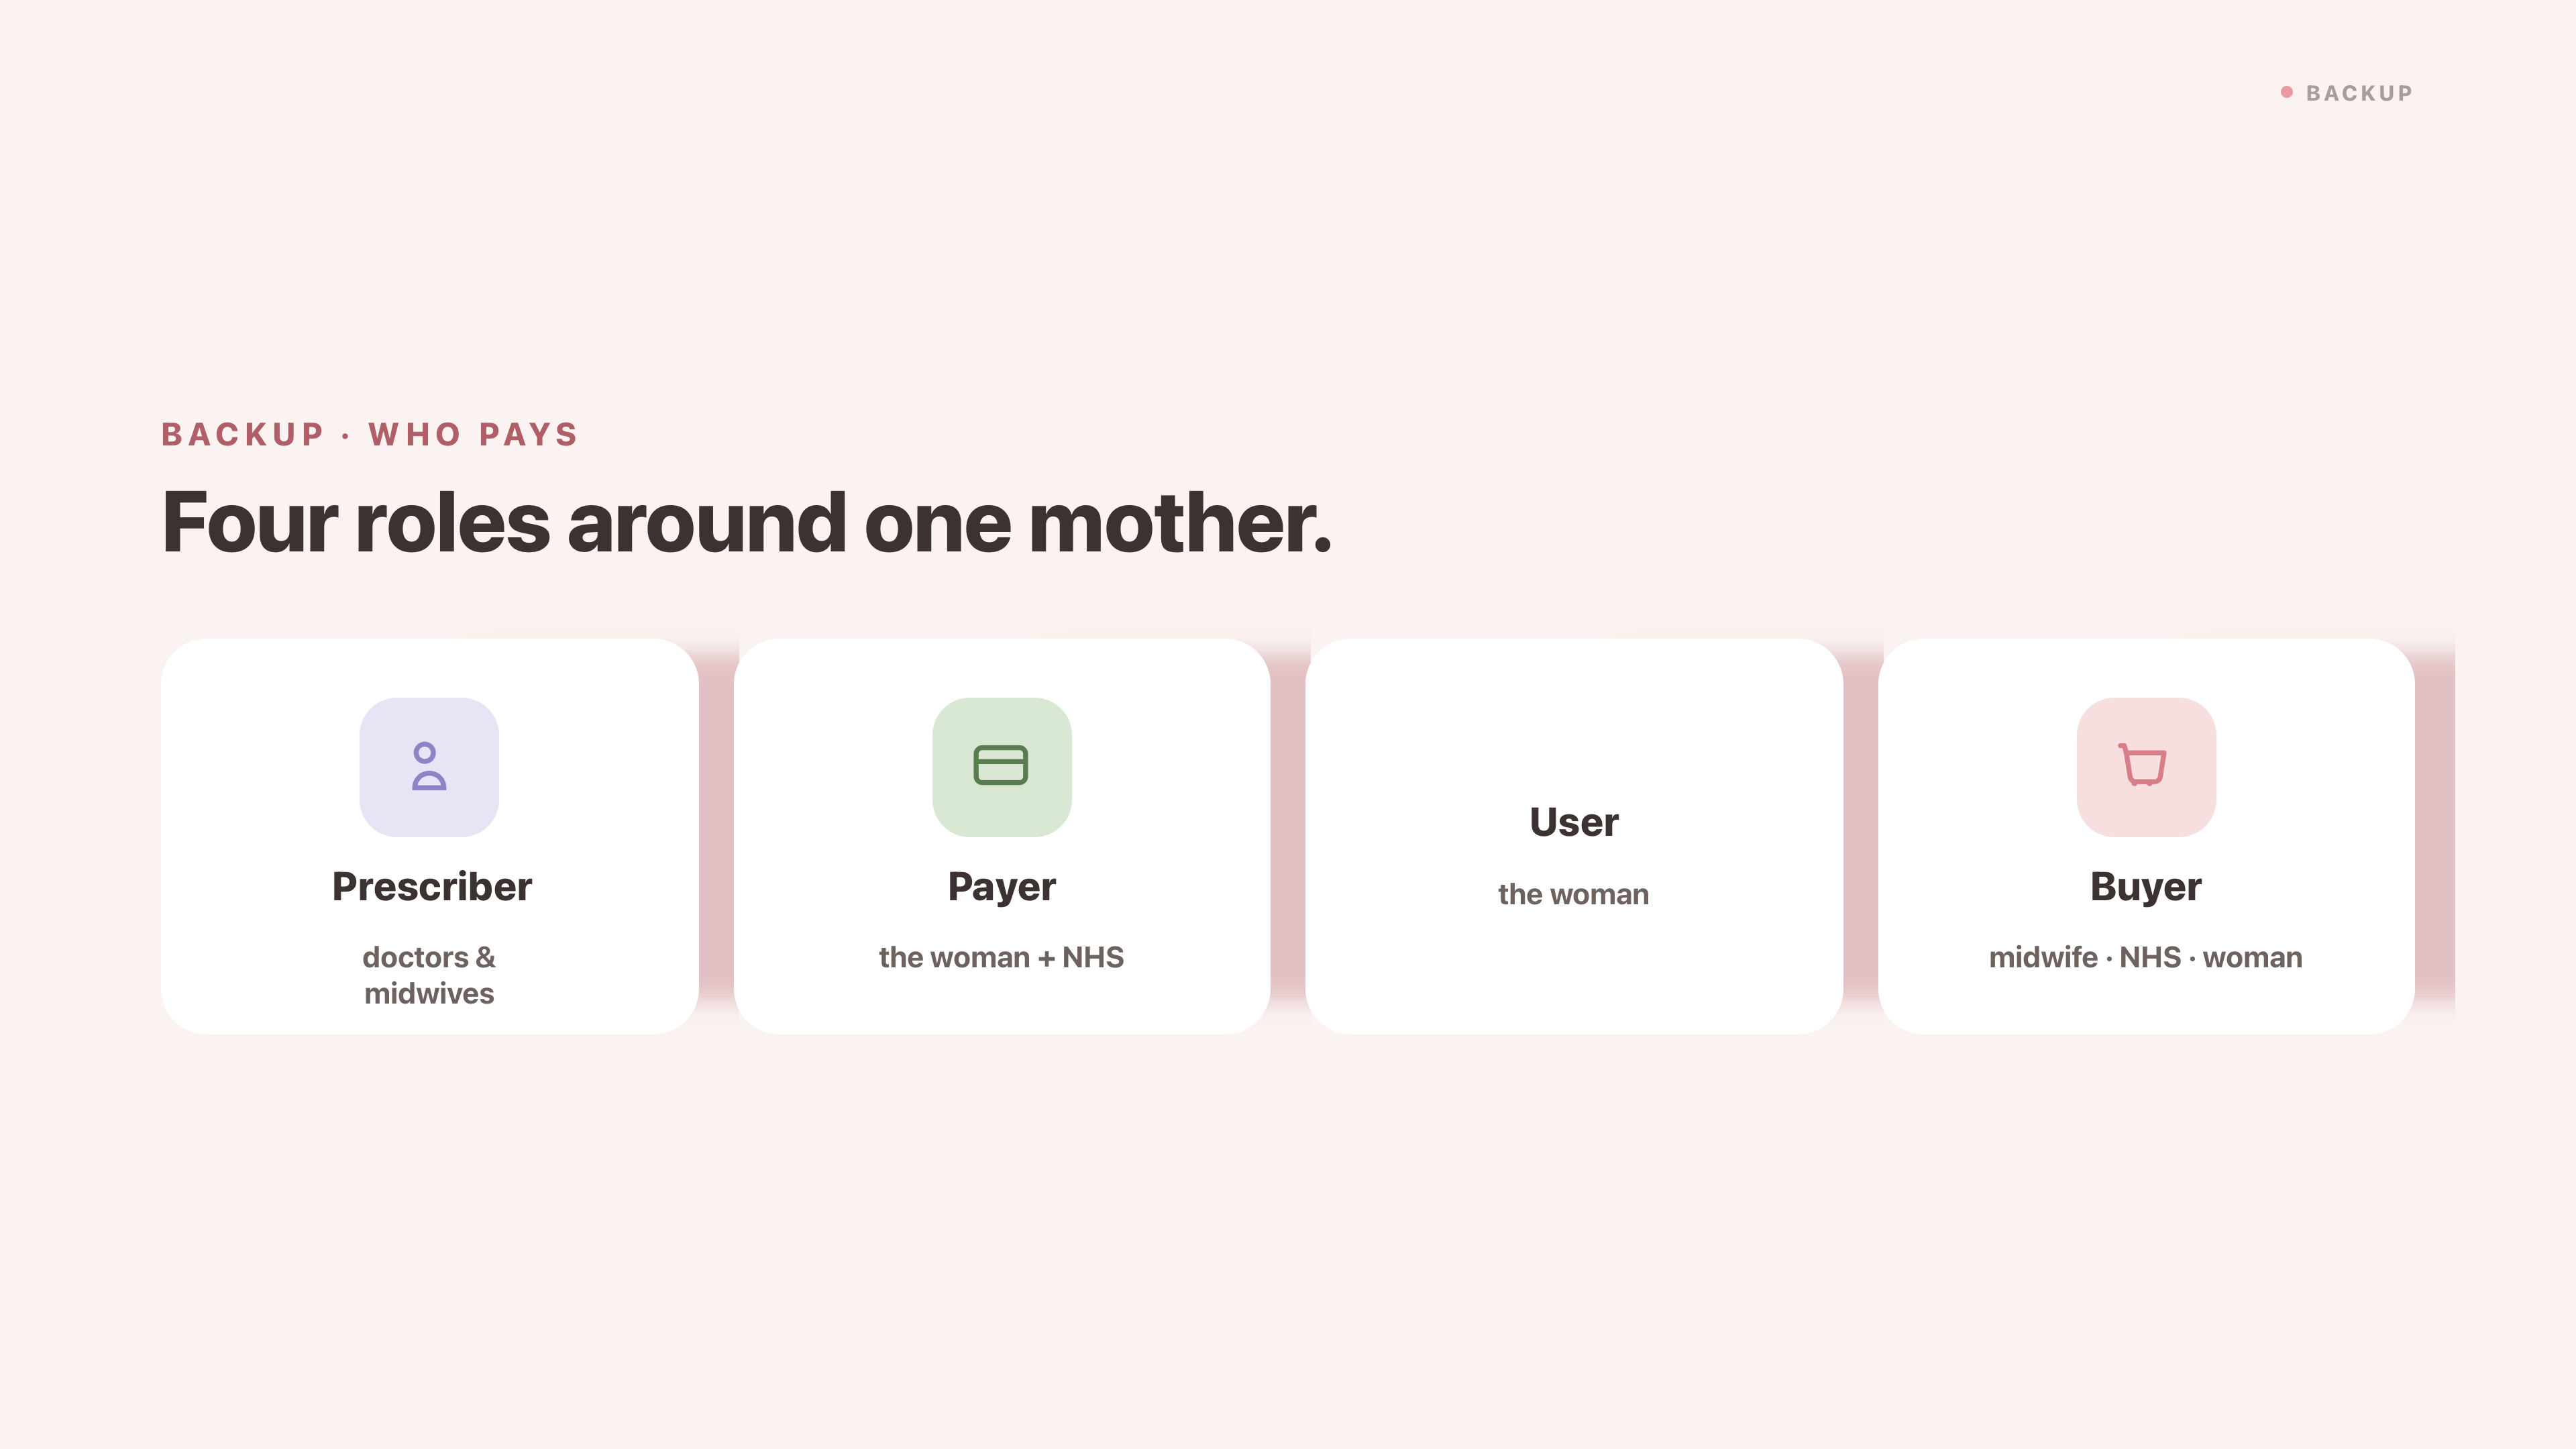 BACKUP
BACKUP · WHO PAYS
Four roles around one mother.
Prescriber
doctors &
midwives
Payer
the woman + NHS
User
the woman
Buyer
midwife · NHS · woman